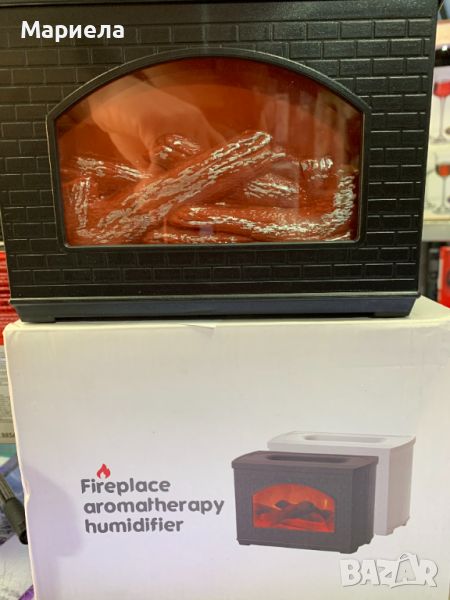 Мариела
Fireplace
aromatherapy
humidifier
BAZAR